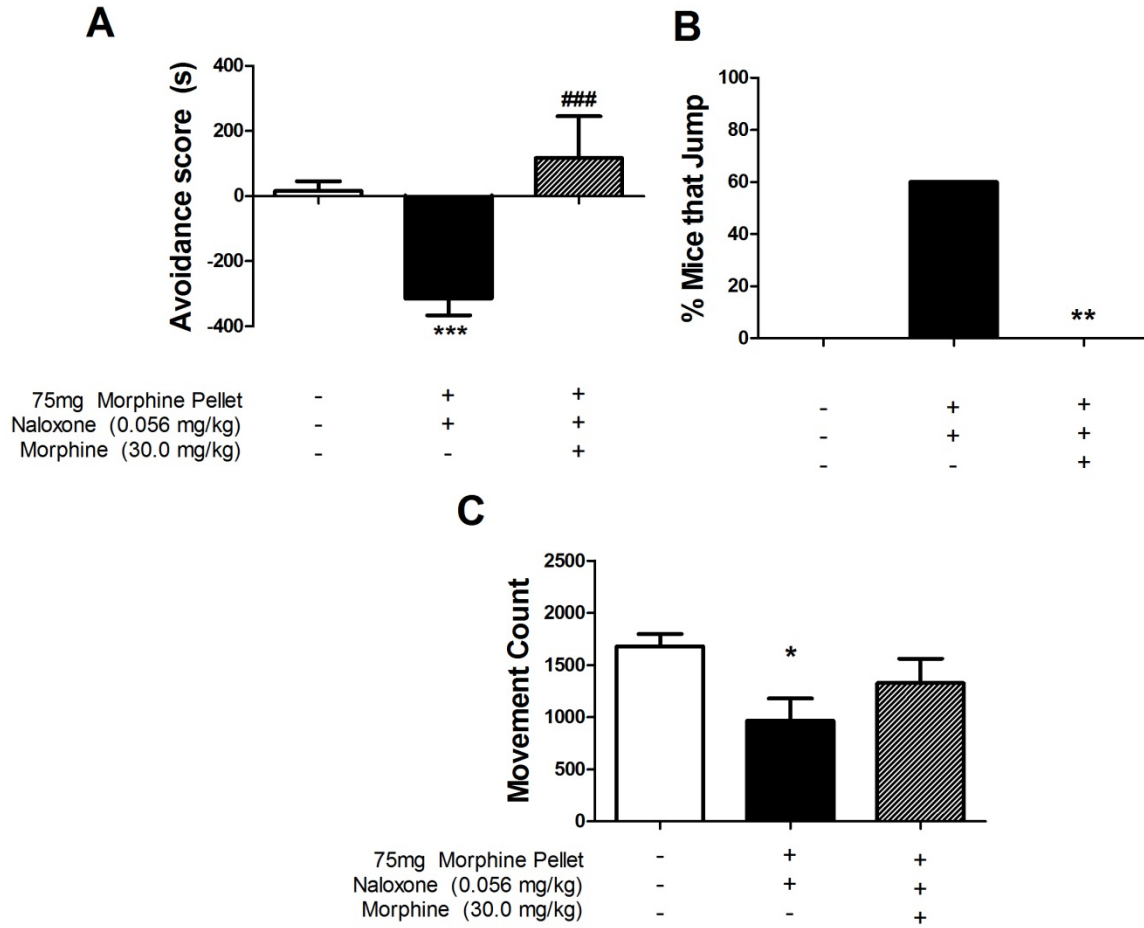 A
Avoidance score (s)
400
200
0
-200
-400
***
###
75mg Morphine Pellet - + +
Naloxone (0.056 mg/kg) - + +
Morphine (30.0 mg/kg) - - +
B
% Mice that Jump
100
80
60
40
20
0
**
- + +
- + +
- - +
C
Movement Count
2500
2000
1500
1000
500
0
*
75mg Morphine Pellet - + +
Naloxone (0.056 mg/kg) - + +
Morphine (30.0 mg/kg) - - +